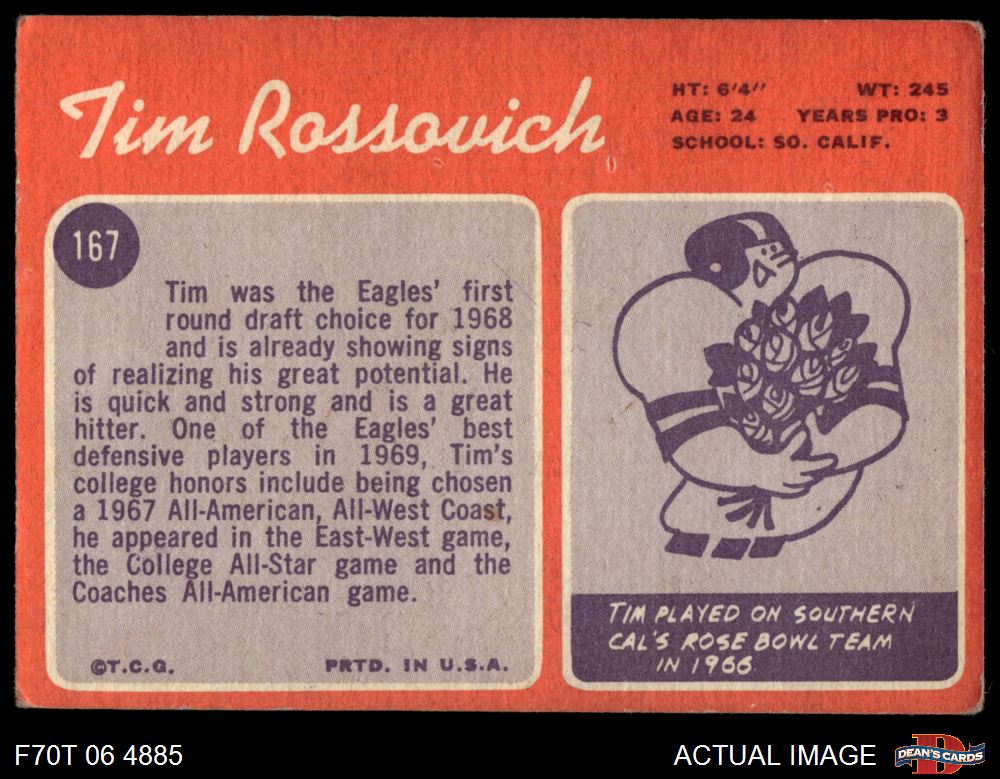 Tim Rossovich
HT: 6'4" WT: 245
AGE: 24 YEARS PRO: 3
SCHOOL: SO. CALIF.
167
Tim was the Eagles' first
round draft choice for 1968
and is already showing signs
of realizing his great potential. He
is quick and strong and is a great
hitter. One of the Eagles' best
defensive players in 1969, Tim's
college honors include being chosen
a 1967 All-American, All-West Coast,
he appeared in the East-West game,
the College All-Star game and the
Coaches All-American game.
©T.C.G. PRTD. IN U.S.A.
TIM PLAYED ON SOUTHERN
CAL'S ROSE BOWL TEAM
IN 1966.
F70T 06 4885
ACTUAL IMAGE
D
DEAN'S CARDS